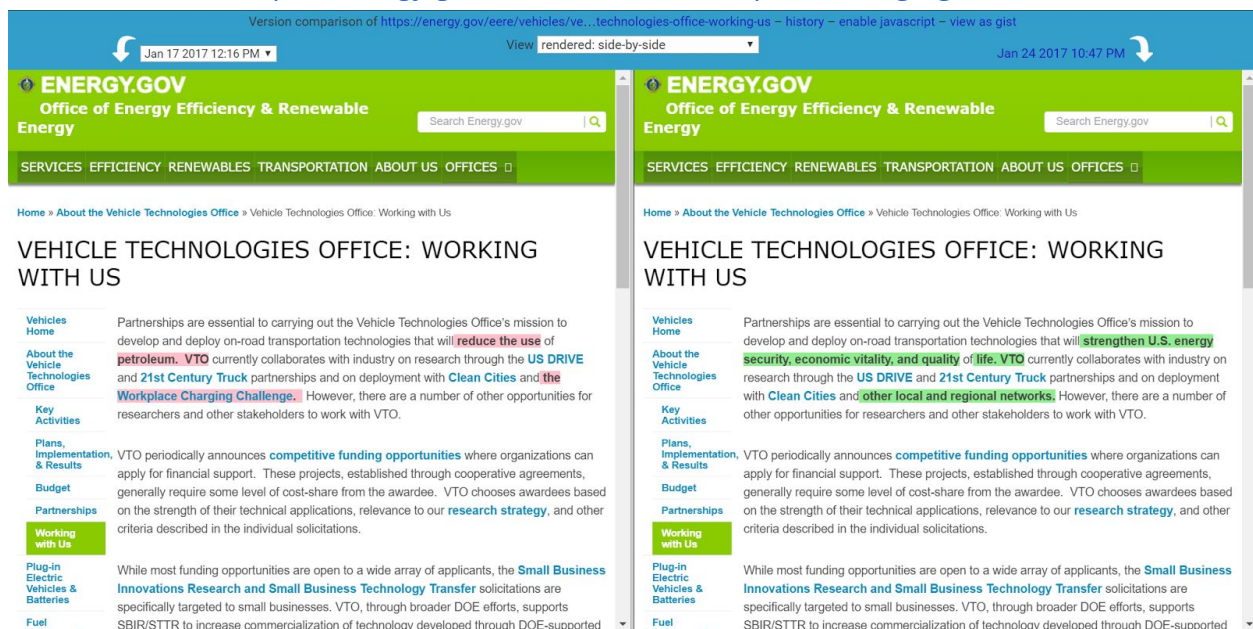 Version comparison of https://energy.gov/eere/vehicles/ve…technologies-office-working-us – history – enable javascript – view as gist
Jan 17 2017 12:16 PM
View rendered: side-by-side
Jan 24 2017 10:47 PM
ENERGY.GOV
Office of Energy Efficiency & Renewable
Energy
Search Energy.gov
SERVICES EFFICIENCY RENEWABLES TRANSPORTATION ABOUT US OFFICES
Home » About the Vehicle Technologies Office » Vehicle Technologies Office: Working with Us
VEHICLE TECHNOLOGIES OFFICE: WORKING
WITH US
Vehicles
Home
About the
Vehicle
Technologies
Office
Key
Activities
Plans,
Implementation,
& Results
Budget
Partnerships
Working
with Us
Plug-in
Electric
Vehicles &
Batteries
Fuel
Partnerships are essential to carrying out the Vehicle Technologies Office's mission to
develop and deploy on-road transportation technologies that will reduce the use of
petroleum. VTO currently collaborates with industry on research through the US DRIVE
and 21st Century Truck partnerships and on deployment with Clean Cities and the
Workplace Charging Challenge. However, there are a number of other opportunities for
researchers and other stakeholders to work with VTO.
VTO periodically announces competitive funding opportunities where organizations can
apply for financial support. These projects, established through cooperative agreements,
generally require some level of cost-share from the awardee. VTO chooses awardees based
on the strength of their technical applications, relevance to our research strategy, and other
criteria described in the individual solicitations.
While most funding opportunities are open to a wide array of applicants, the Small Business
Innovations Research and Small Business Technology Transfer solicitations are
specifically targeted to small businesses. VTO, through broader DOE efforts, supports
SBIR/STTR to increase commercialization of technology developed through DOE-supported
ENERGY.GOV
Office of Energy Efficiency & Renewable
Energy
Search Energy.gov
SERVICES EFFICIENCY RENEWABLES TRANSPORTATION ABOUT US OFFICES
Home » About the Vehicle Technologies Office » Vehicle Technologies Office: Working with Us
VEHICLE TECHNOLOGIES OFFICE: WORKING
WITH US
Vehicles
Home
About the
Vehicle
Technologies
Office
Key
Activities
Plans,
Implementation,
& Results
Budget
Partnerships
Working
with Us
Plug-in
Electric
Vehicles &
Batteries
Fuel
Partnerships are essential to carrying out the Vehicle Technologies Office's mission to
develop and deploy on-road transportation technologies that will strengthen U.S. energy
security, economic vitality, and quality of life. VTO currently collaborates with industry on
research through the US DRIVE and 21st Century Truck partnerships and on deployment
with Clean Cities and other local and regional networks. However, there are a number of
other opportunities for researchers and other stakeholders to work with VTO.
VTO periodically announces competitive funding opportunities where organizations can
apply for financial support. These projects, established through cooperative agreements,
generally require some level of cost-share from the awardee. VTO chooses awardees based
on the strength of their technical applications, relevance to our research strategy, and other
criteria described in the individual solicitations.
While most funding opportunities are open to a wide array of applicants, the Small Business
Innovations Research and Small Business Technology Transfer solicitations are
specifically targeted to small businesses. VTO, through broader DOE efforts, supports
SBIR/STTR to increase commercialization of technology developed through DOE-supported